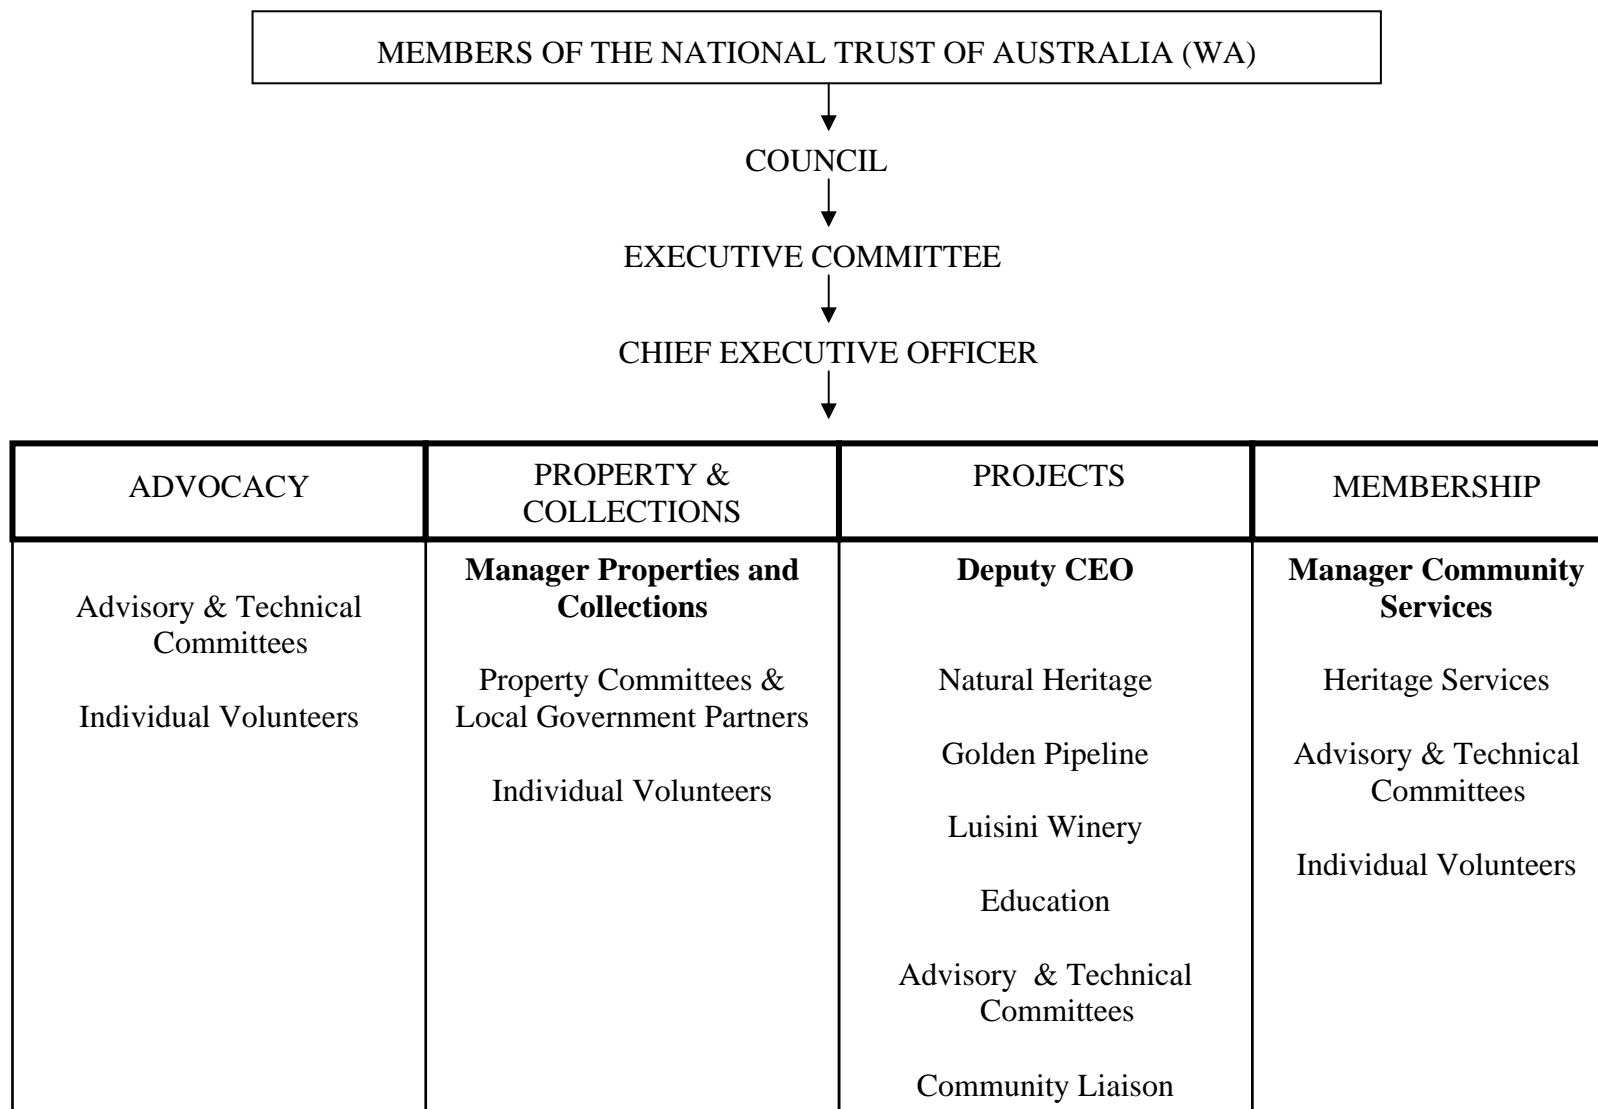 MEMBERS OF THE NATIONAL TRUST OF AUSTRALIA (WA)
COUNCIL
EXECUTIVE COMMITTEE
CHIEF EXECUTIVE OFFICER
ADVOCACY
Advisory & Technical
Committees
Individual Volunteers
PROPERTY &
COLLECTIONS
Manager Properties and
Collections
Property Committees &
Local Government Partners
Individual Volunteers
PROJECTS
Deputy CEO
Natural Heritage
Golden Pipeline
Luisini Winery
Education
Advisory & Technical
Committees
Community Liaison
MEMBERSHIP
Manager Community
Services
Heritage Services
Advisory & Technical
Committees
Individual Volunteers